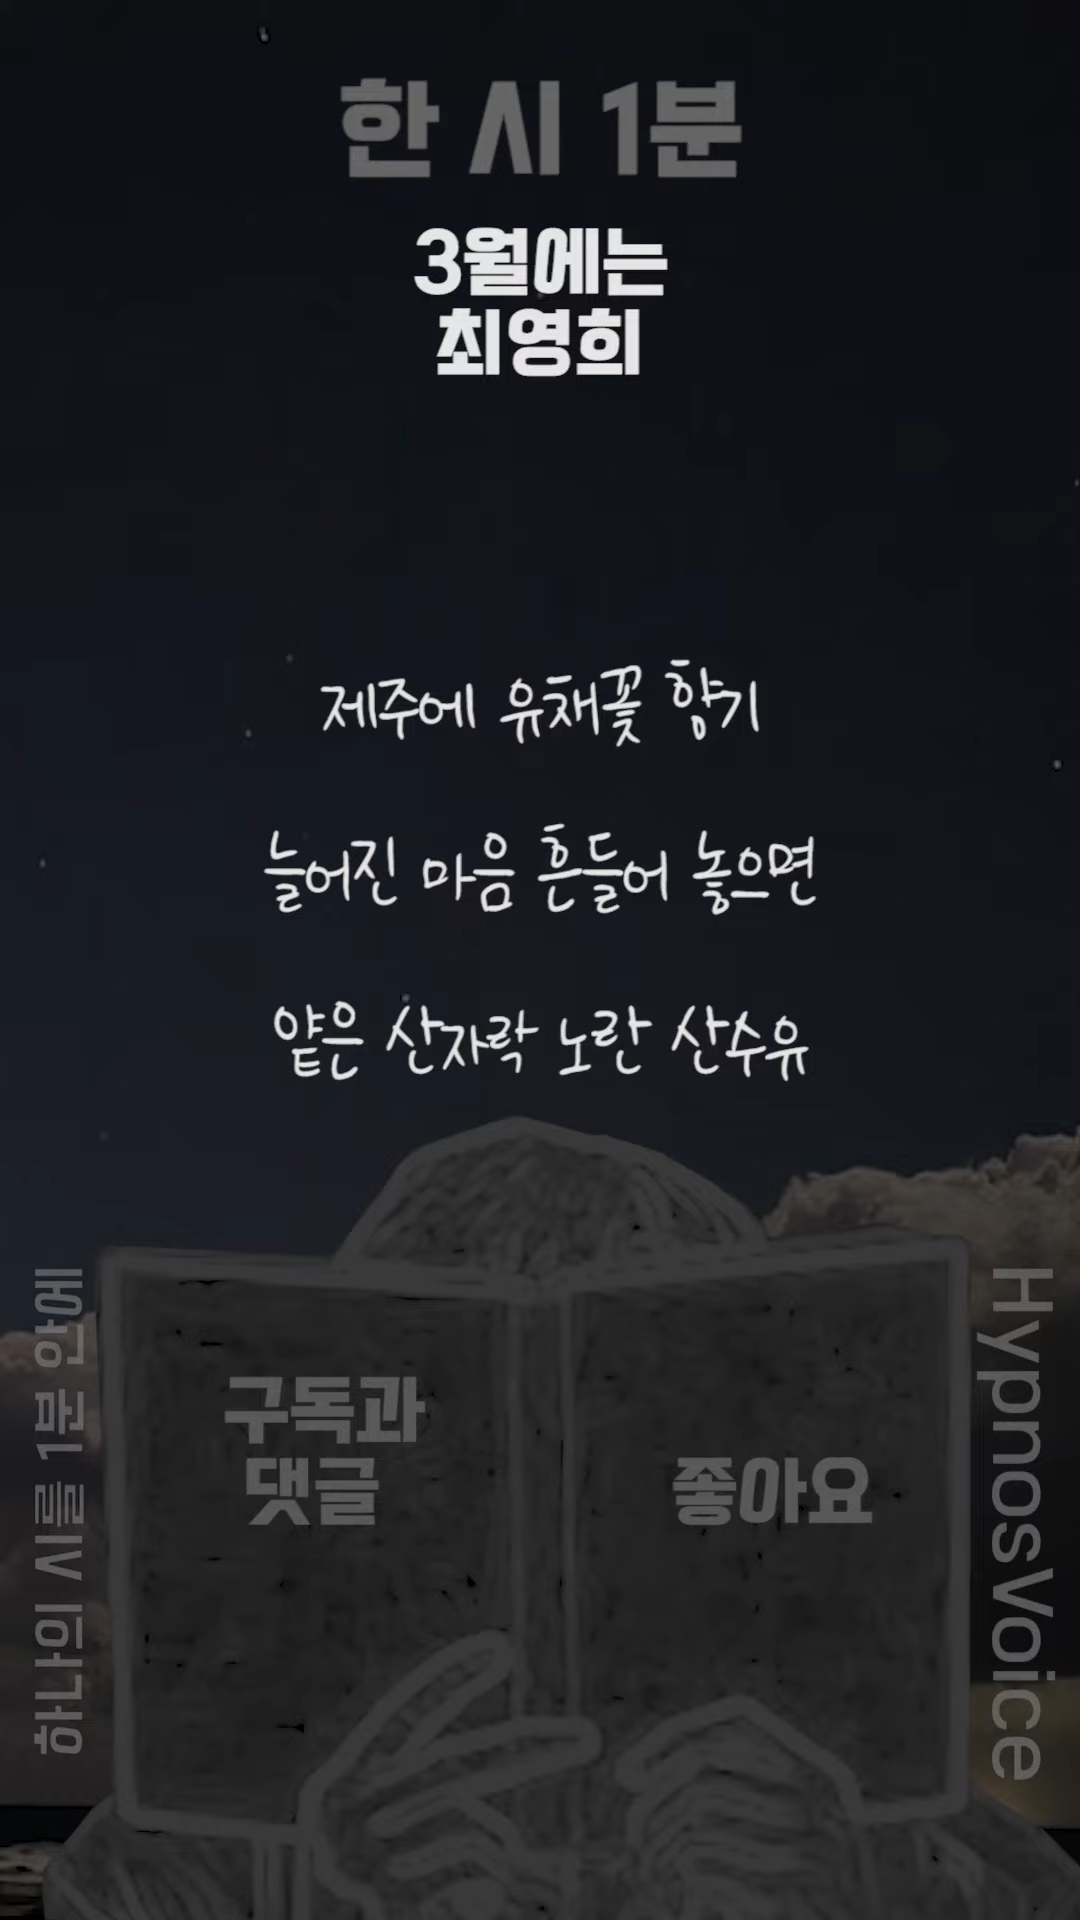 한 시 1분
3월에는
최영희
제주에 유채꽃 향기
늘어진 마음 흔들어 놓으면
얕은 산자락 노란 산수유
하나의 시를 1분 안에
구독과
댓글
좋아요
HypnosVoice